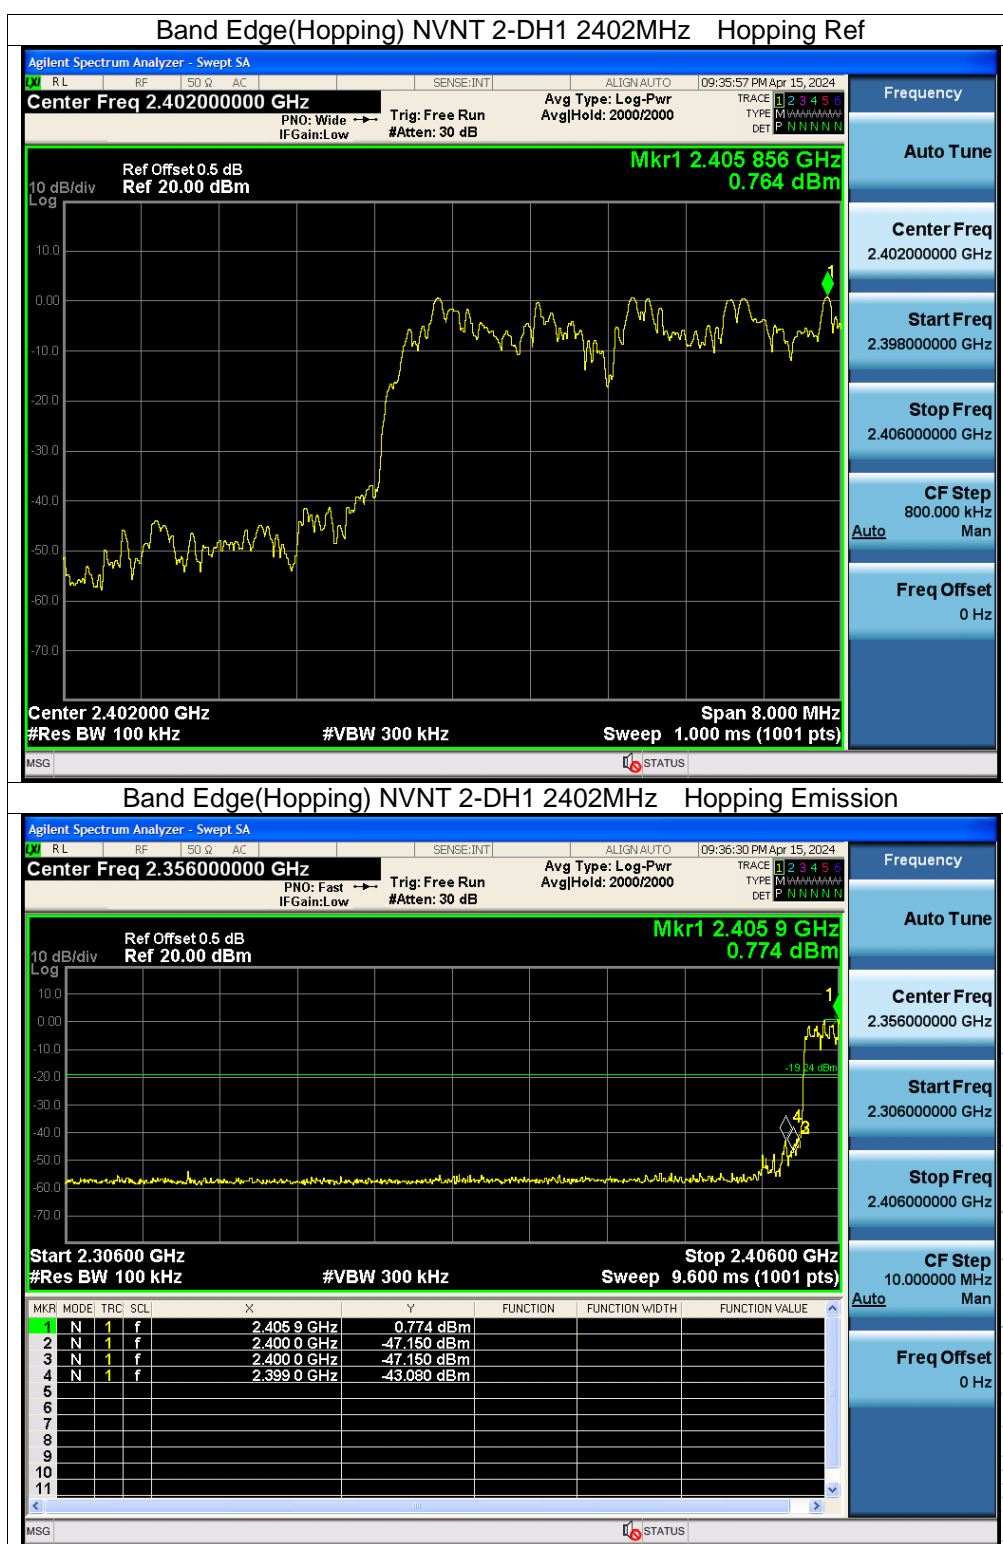 Band Edge(Hopping) NVNT 2-DH1 2402MHz Hopping Ref
Agilent Spectrum Analyzer - Swept SA
LXI RL RF 50 Ω AC SENSE:INT ALIGN AUTO 09:35:57 PM Apr 15, 2024
Center Freq 2.402000000 GHz
PNO: Wide
IFGain:Low
Trig: Free Run
#Atten: 30 dB
Avg Type: Log-Pwr
Avg|Hold: 2000/2000
TRACE 1 2 3 4 5 6
TYPE M
DET P N N N N N
Mkr1 2.405 856 GHz
0.764 dBm
Ref Offset 0.5 dB
10 dB/div Ref 20.00 dBm
Log
10.0
0.00
-10.0
-20.0
-30.0
-40.0
-50.0
-60.0
-70.0
1
Center 2.402000 GHz Span 8.000 MHz
#Res BW 100 kHz #VBW 300 kHz Sweep 1.000 ms (1001 pts)
MSG STATUS
Frequency
Auto Tune
Center Freq
2.402000000 GHz
Start Freq
2.398000000 GHz
Stop Freq
2.406000000 GHz
CF Step
800.000 kHz
Auto Man
Freq Offset
0 Hz
Band Edge(Hopping) NVNT 2-DH1 2402MHz Hopping Emission
Agilent Spectrum Analyzer - Swept SA
LXI RL RF 50 Ω AC SENSE:INT ALIGN AUTO 09:36:30 PM Apr 15, 2024
Center Freq 2.356000000 GHz
PNO: Fast
IFGain:Low
Trig: Free Run
#Atten: 30 dB
Avg Type: Log-Pwr
Avg|Hold: 2000/2000
TRACE 1 2 3 4 5 6
TYPE M
DET P N N N N N
Mkr1 2.405 9 GHz
0.774 dBm
Ref Offset 0.5 dB
10 dB/div Ref 20.00 dBm
Log
10.0
0.00
-10.0
-20.0
-30.0
-40.0
-50.0
-60.0
-70.0
1
-19.24 dBm
4
Start 2.30600 GHz Stop 2.40600 GHz
#Res BW 100 kHz #VBW 300 kHz Sweep 9.600 ms (1001 pts)
MKR MODE TRC SCL X Y FUNCTION FUNCTION WIDTH FUNCTION VALUE
1 N 1 f 2.405 9 GHz 0.774 dBm
2 N 1 f 2.400 0 GHz -47.150 dBm
3 N 1 f 2.400 0 GHz -47.150 dBm
4 N 1 f 2.399 0 GHz -43.080 dBm
5
6
7
8
9
10
11
MSG STATUS
Frequency
Auto Tune
Center Freq
2.356000000 GHz
Start Freq
2.306000000 GHz
Stop Freq
2.406000000 GHz
CF Step
10.000000 MHz
Auto Man
Freq Offset
0 Hz